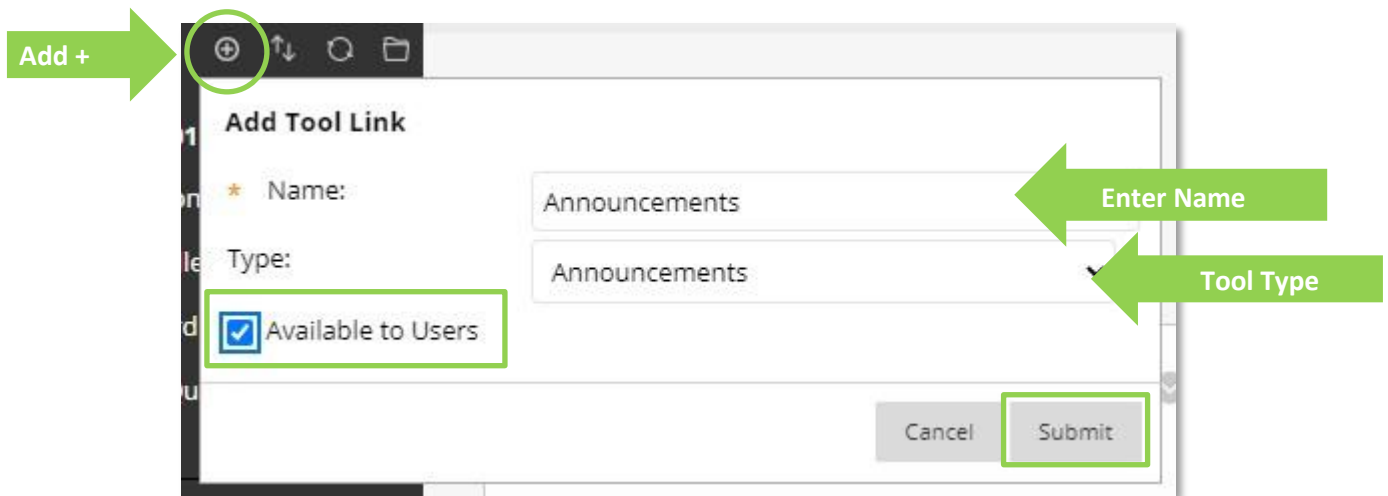 Add +
Add Tool Link
* Name:
Announcements
Enter Name
Type:
Announcements
Tool Type
Available to Users
Cancel
Submit